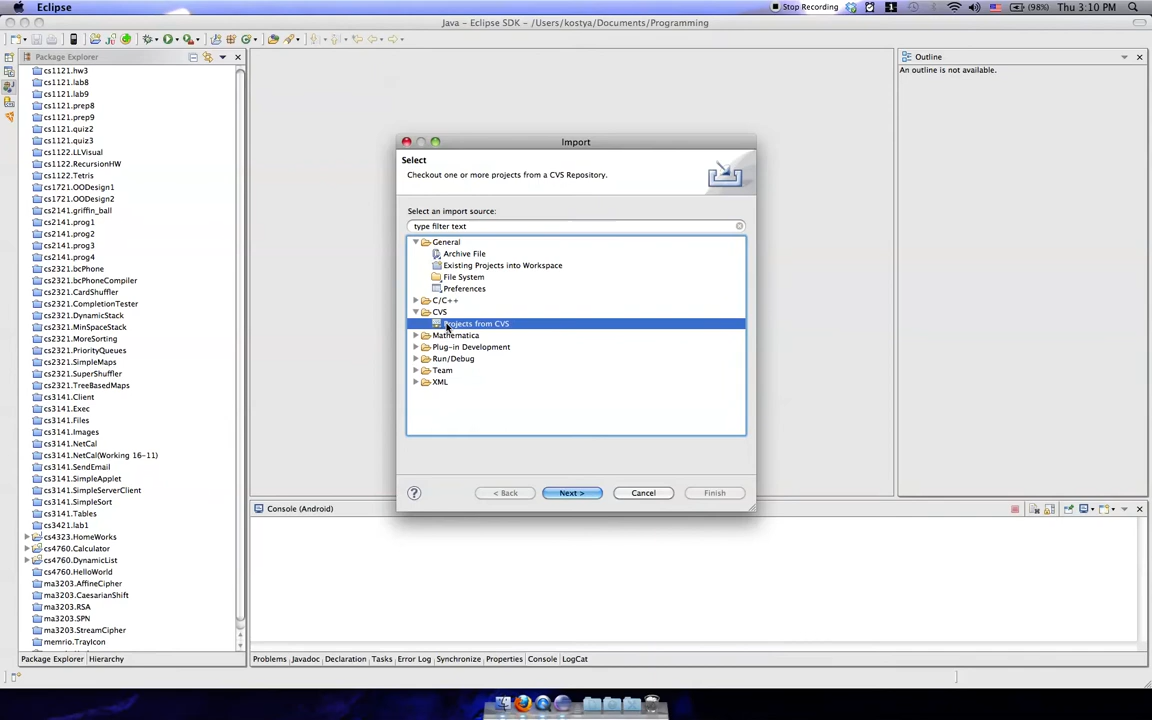 Eclipse
Stop Recording
1
(98%)
Thu 3:10 PM
Java - Eclipse SDK - /Users/kostya/Documents/Programming
Package Explorer
cs1121.hw3
cs1121.lab8
cs1121.lab9
cs1121.prep8
cs1121.prep9
cs1121.quiz2
cs1121.quiz3
cs1122.LLVisual
cs1122.RecursionHW
cs1122.Tetris
cs1721.OODesign1
cs1721.OODesign2
cs2141.griffin_ball
cs2141.prog1
cs2141.prog2
cs2141.prog3
cs2141.prog4
cs2321.bcPhone
cs2321.bcPhoneCompiler
cs2321.CardShuffler
cs2321.CompletionTester
cs2321.DynamicStack
cs2321.MinSpaceStack
cs2321.MoreSorting
cs2321.PriorityQueues
cs2321.SimpleMaps
cs2321.SuperShuffler
cs2321.TreeBasedMaps
cs3141.Client
cs3141.Exec
cs3141.Files
cs3141.Images
cs3141.NetCal
cs3141.NetCal(Working 16-11)
cs3141.SendEmail
cs3141.SimpleApplet
cs3141.SimpleServerClient
cs3141.SimpleSort
cs3141.Tables
cs3421.lab1
cs4323.HomeWorks
cs4760.Calculator
cs4760.DynamicList
cs4760.HelloWorld
ma3203.AffineCipher
ma3203.CaesarianShift
ma3203.RSA
ma3203.SPN
ma3203.StreamCipher
memrio.TrayIcon
Package Explorer
Hierarchy
Import
Select
Checkout one or more projects from a CVS Repository.
Select an import source:
type filter text
General
Archive File
Existing Projects into Workspace
File System
Preferences
C/C++
CVS
Projects from CVS
Mathematica
Plug-in Development
Run/Debug
Team
XML
?
< Back
Next >
Cancel
Finish
Outline
An outline is not available.
Console (Android)
Problems
Javadoc
Declaration
Tasks
Error Log
Synchronize
Properties
Console
LogCat